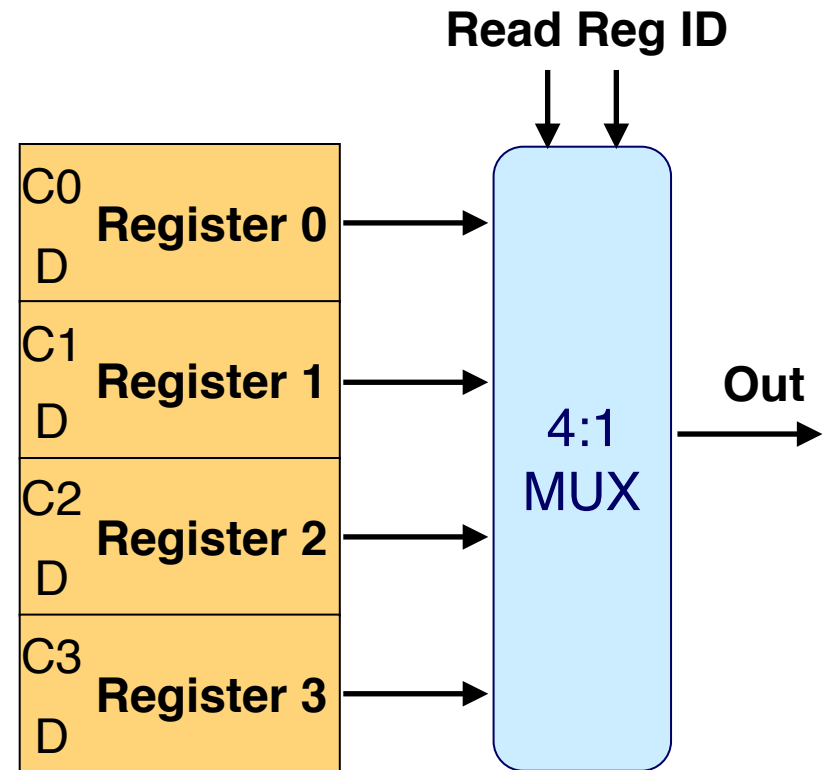 Read Reg ID
C0
Register 0
D
C1
Register 1
D
C2
Register 2
D
C3
Register 3
D
4:1
MUX
Out